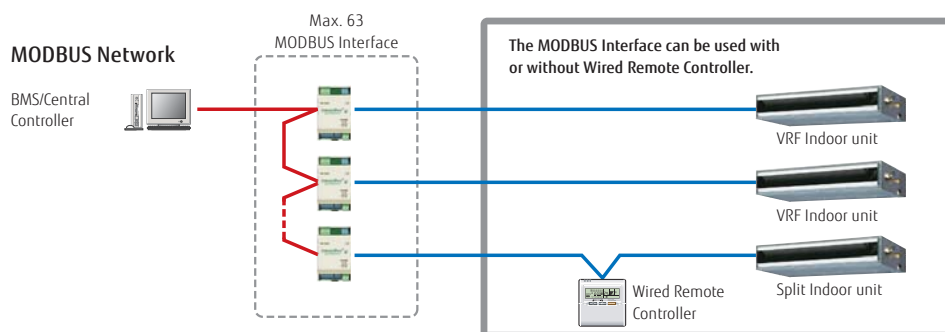 Max. 63
MODBUS Interface
MODBUS Network
BMS/Central
Controller
The MODBUS Interface can be used with
or without Wired Remote Controller.
VRF Indoor unit
VRF Indoor unit
Wired Remote
Controller
Split Indoor unit